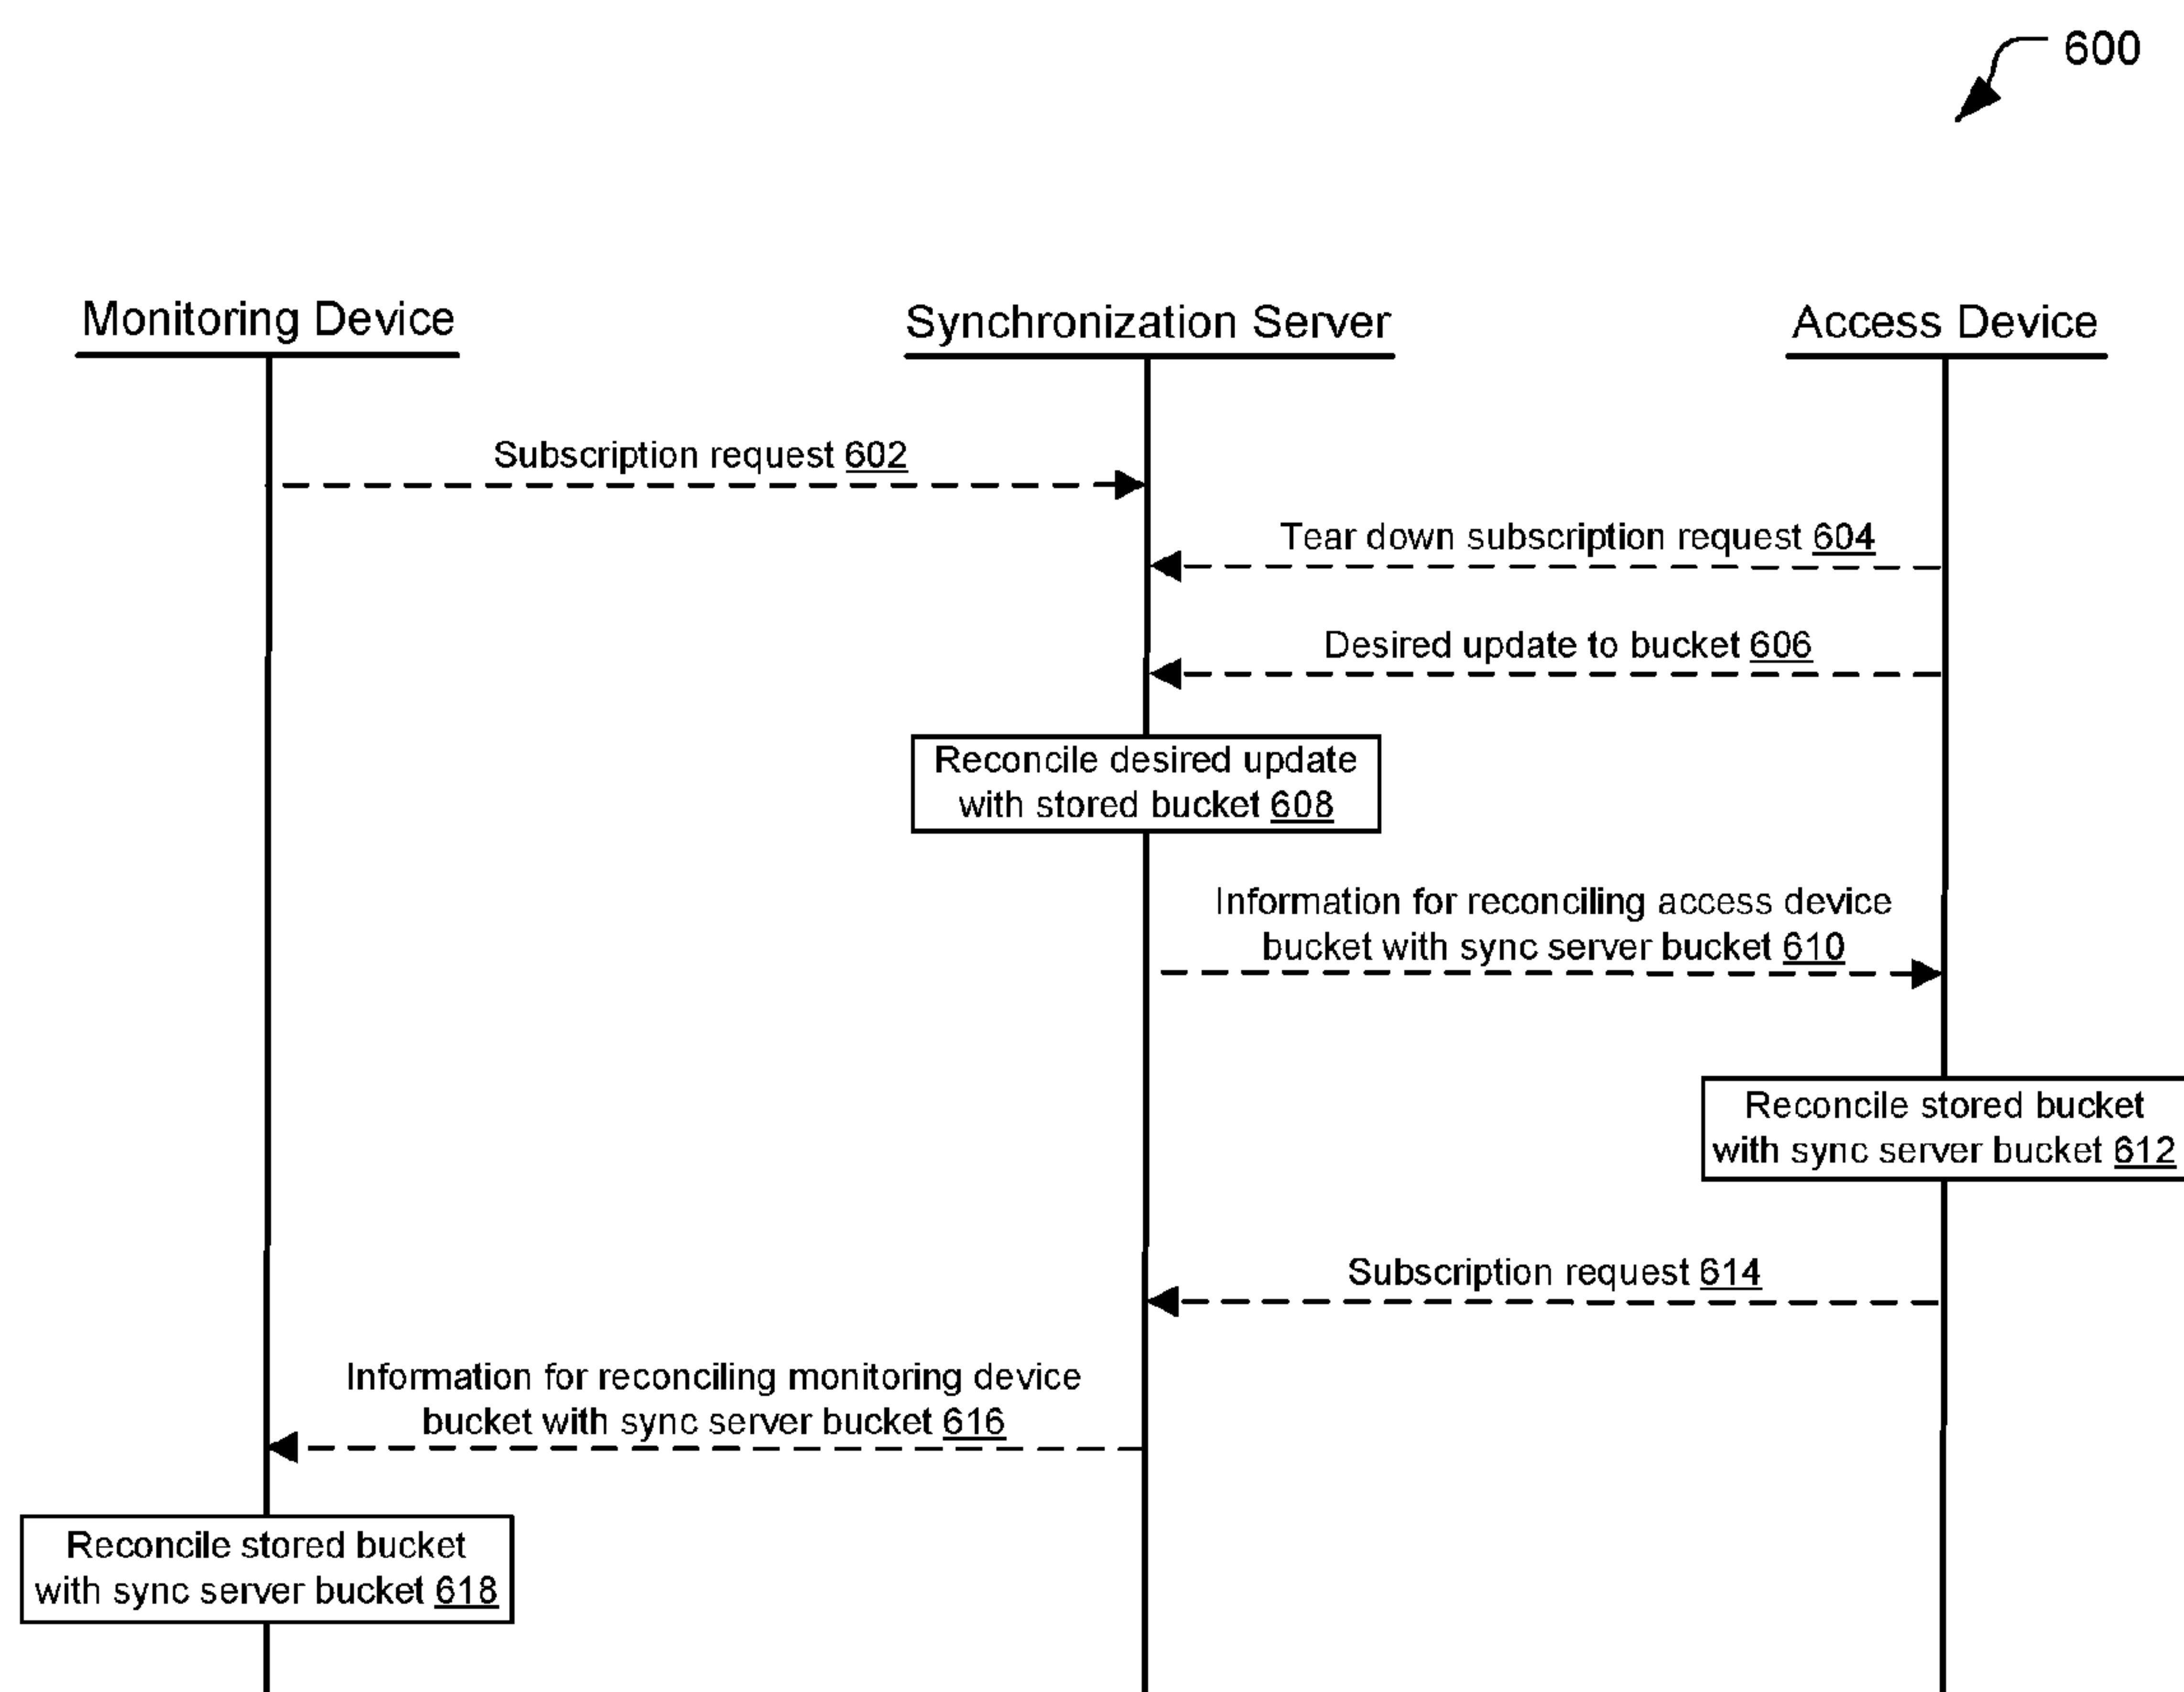 600
Monitoring Device
Synchronization Server
Access Device
Subscription request 602
Tear down subscription request 604
Desired update to bucket 606
Reconcile desired update
with stored bucket 608
Information for reconciling access device
bucket with sync server bucket 610
Reconcile stored bucket
with sync server bucket 612
Subscription request 614
Information for reconciling monitoring device
bucket with sync server bucket 616
Reconcile stored bucket
with sync server bucket 618